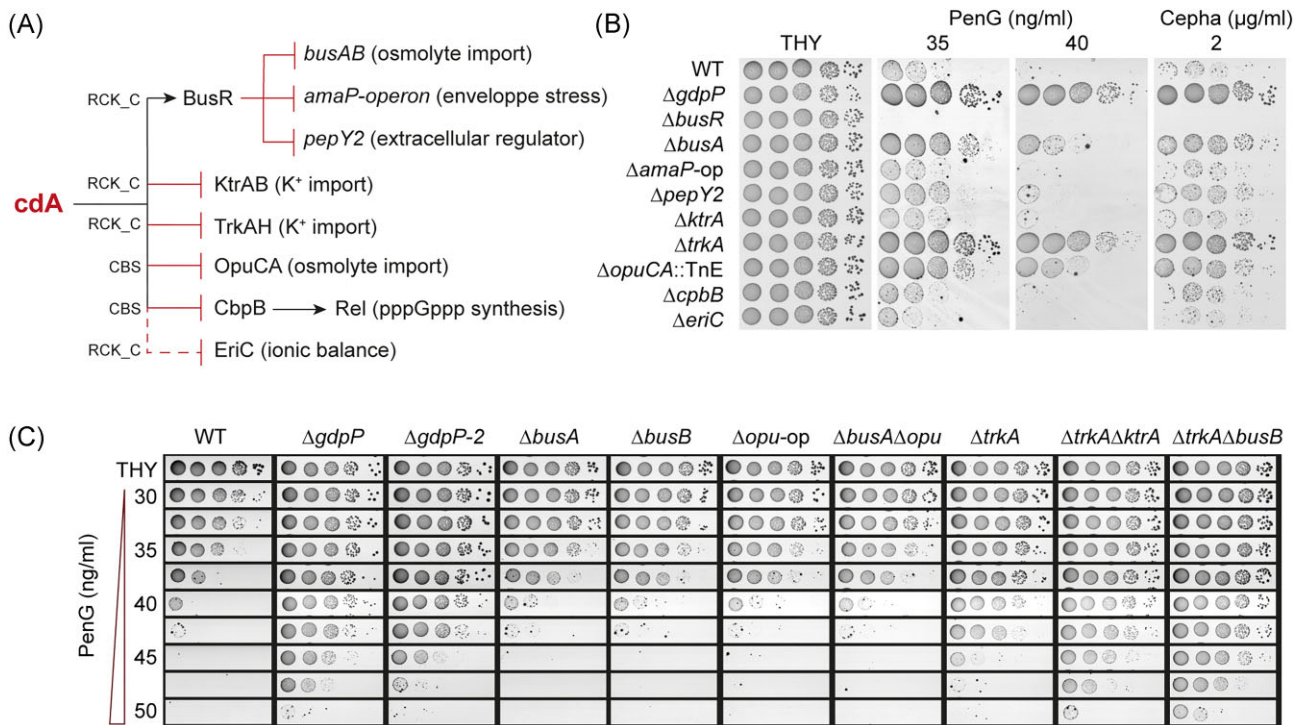 (A)
RCK_C
BusR
busAB (osmolyte import)
amaP-operon (enveloppe stress)
pepY2 (extracellular regulator)
cdA
RCK_C
KtrAB (K⁺ import)
RCK_C
TrkAH (K⁺ import)
CBS
OpuCA (osmolyte import)
CBS
CbpB
Rel (pppGppp synthesis)
RCK_C
EriC (ionic balance)
(B)
PenG (ng/ml)
Cepha (µg/ml)
THY
35
40
2
WT
ΔgdpP
ΔbusR
ΔbusA
ΔamaP-op
ΔpepY2
ΔktrA
ΔtrkA
ΔopuCA::TnE
ΔcpbB
ΔeriC
(C)
WT
ΔgdpP
ΔgdpP-2
ΔbusA
ΔbusB
Δopu-op
ΔbusAΔopu
ΔtrkA
ΔtrkAΔktrA
ΔtrkAΔbusB
THY
30
35
40
45
50
PenG (ng/ml)